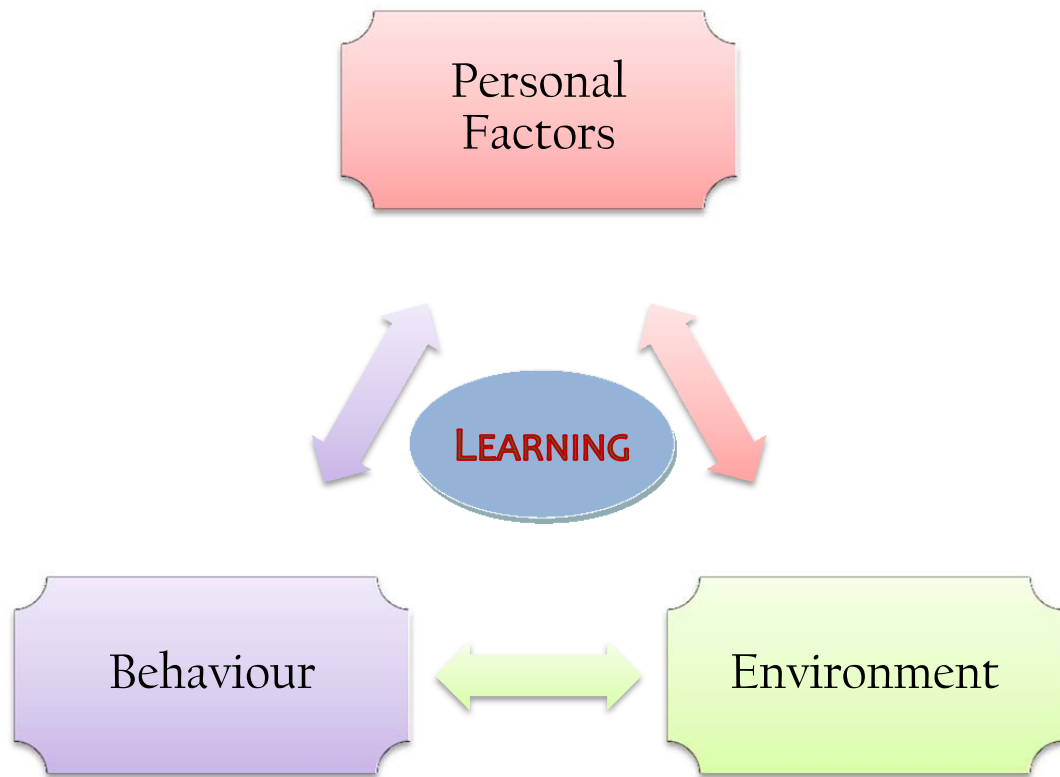 Personal
Factors
LEARNING
Behaviour
Environment